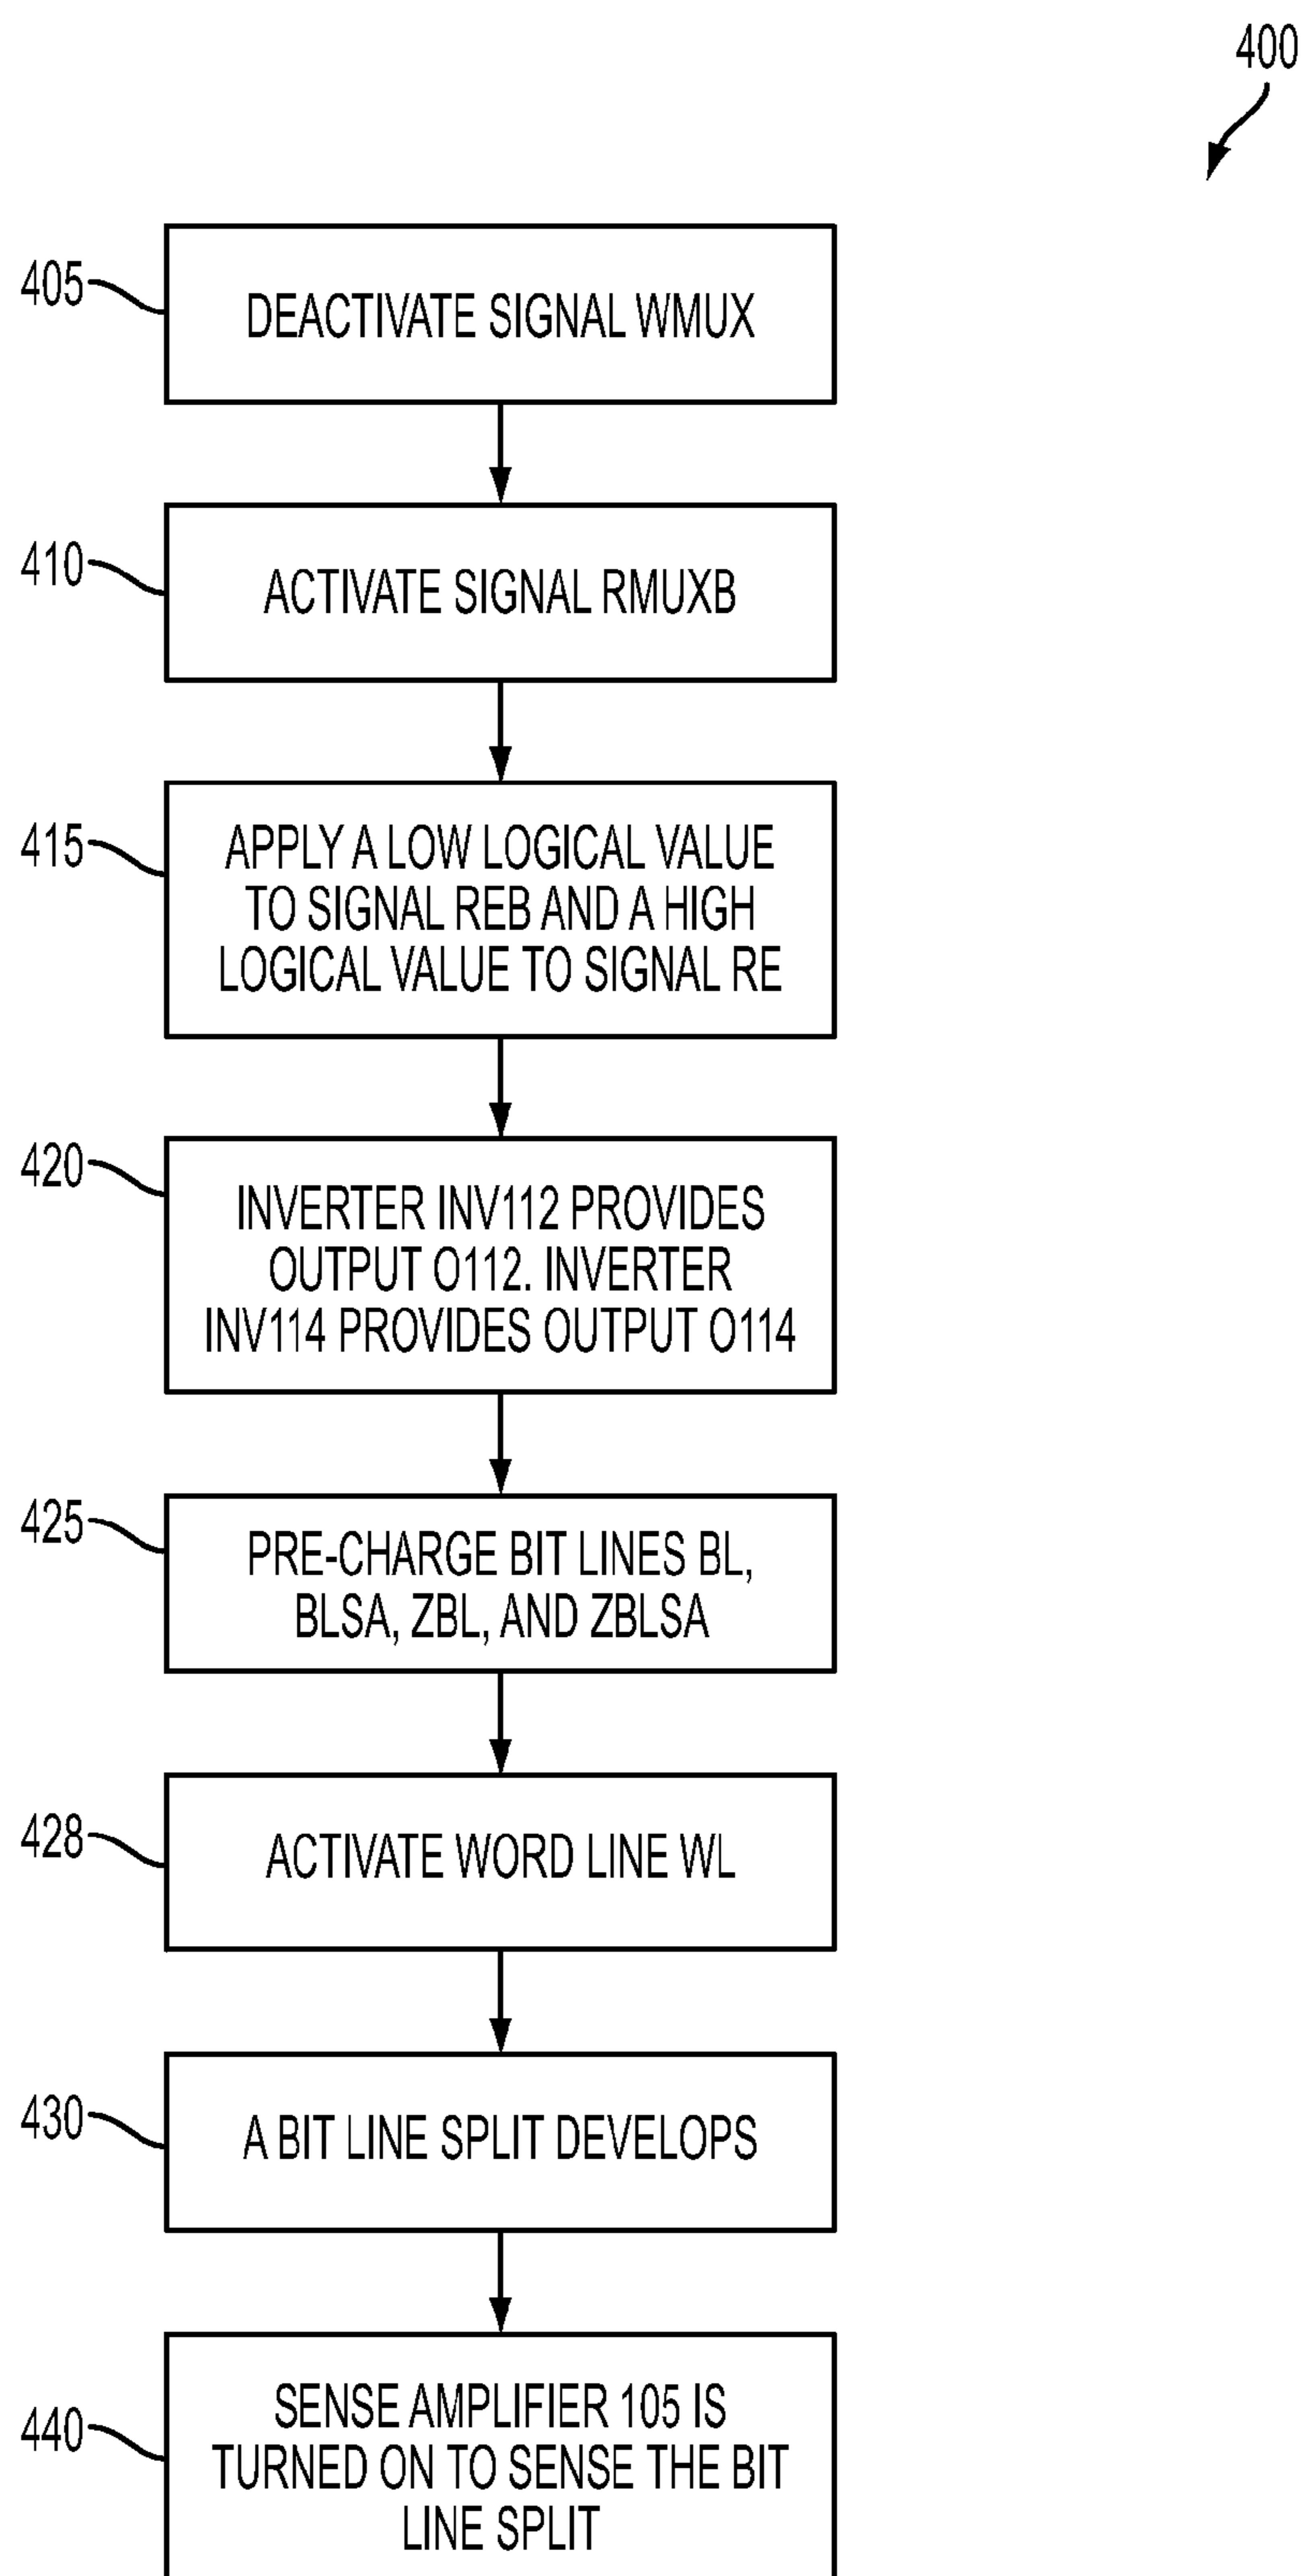 400
405
DEACTIVATE SIGNAL WMUX
410
ACTIVATE SIGNAL RMUXB
415
APPLY A LOW LOGICAL VALUE
TO SIGNAL REB AND A HIGH
LOGICAL VALUE TO SIGNAL RE
420
INVERTER INV112 PROVIDES
OUTPUT O112. INVERTER
INV114 PROVIDES OUTPUT O114
425
PRE-CHARGE BIT LINES BL,
BLSA, ZBL, AND ZBLSA
428
ACTIVATE WORD LINE WL
430
A BIT LINE SPLIT DEVELOPS
440
SENSE AMPLIFIER 105 IS
TURNED ON TO SENSE THE BIT
LINE SPLIT